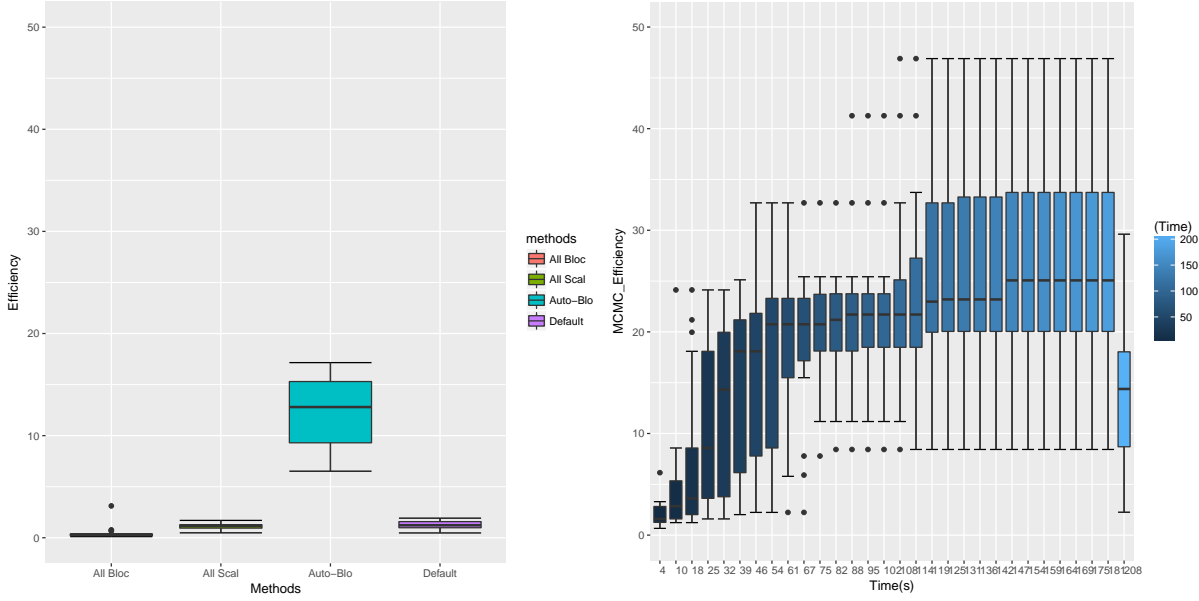 50
40
30
20
10
0
Efficiency
All Bloc All Scal Auto−Blo Default
Methods
methods
All Bloc
All Scal
Auto−Blo
Default
50
40
30
20
10
0
MCMC_Efficiency
4 10 18 25 32 39 46 54 61 67 75 82 88 95 102 108 114 119 125 131 136 142 147 154 159 164 169 175 181 208
Time(s)
(Time)
200
150
100
50